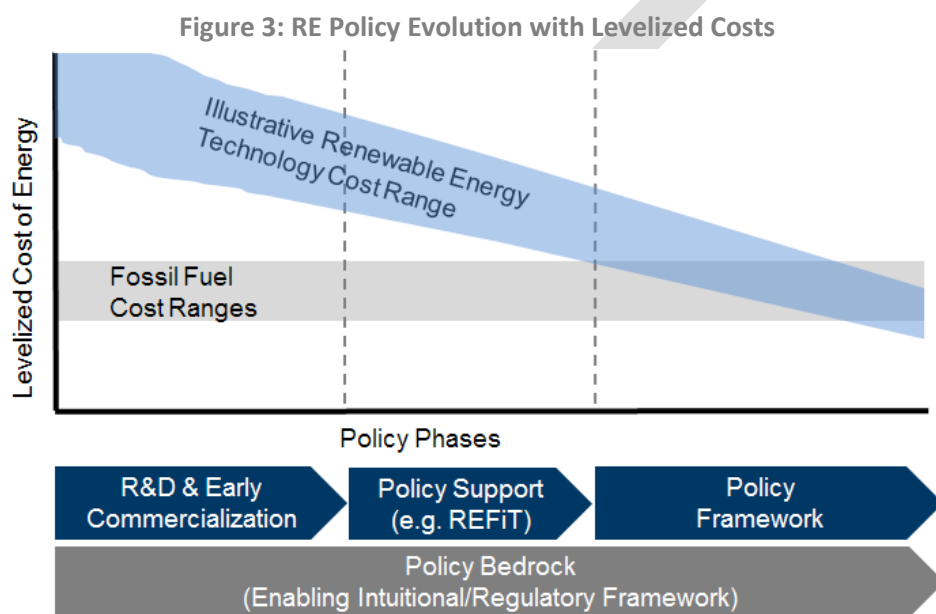 Figure 3: RE Policy Evolution with Levelized Costs
Levelized Cost of Energy
Illustrative Renewable Energy
Technology Cost Range
Fossil Fuel
Cost Ranges
Policy Phases
R&D & Early
Commercialization
Policy Support
(e.g. REFiT)
Policy
Framework
Policy Bedrock
(Enabling Intuitional/Regulatory Framework)